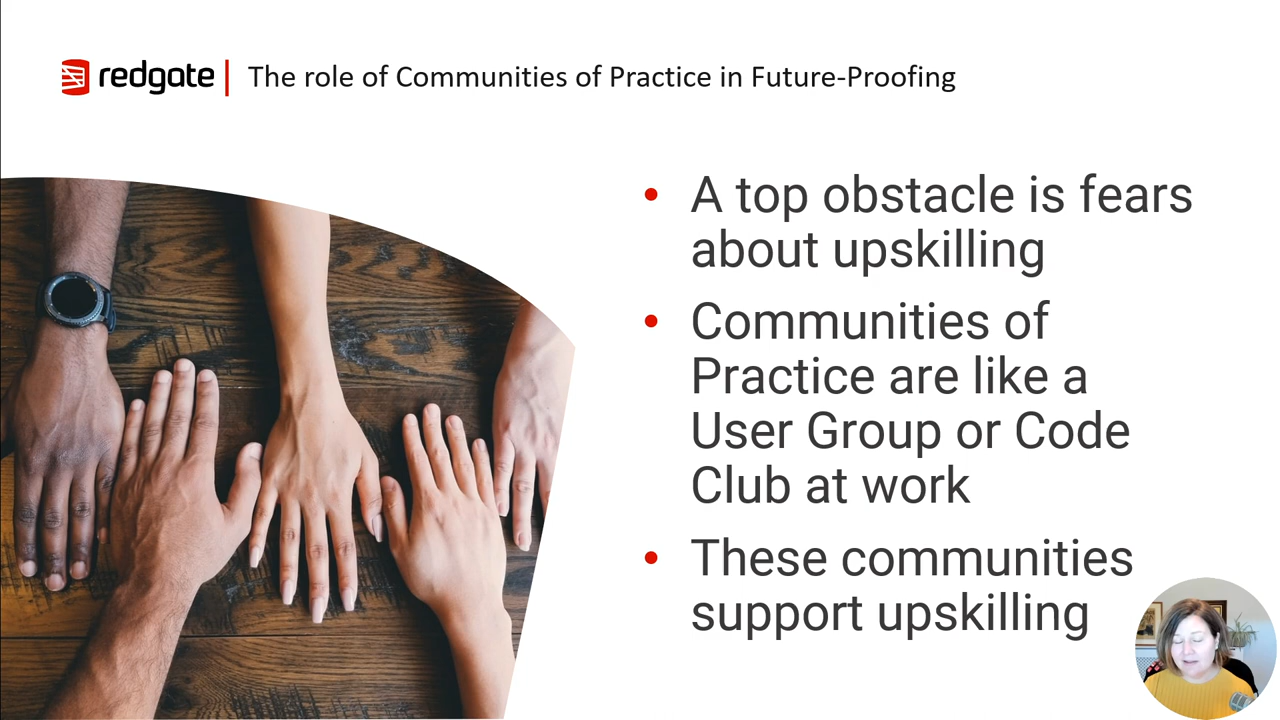 redgate | The role of Communities of Practice in Future-Proofing
• A top obstacle is fears
about upskilling
• Communities of
Practice are like a
User Group or Code
Club at work
• These communities
support upskilling